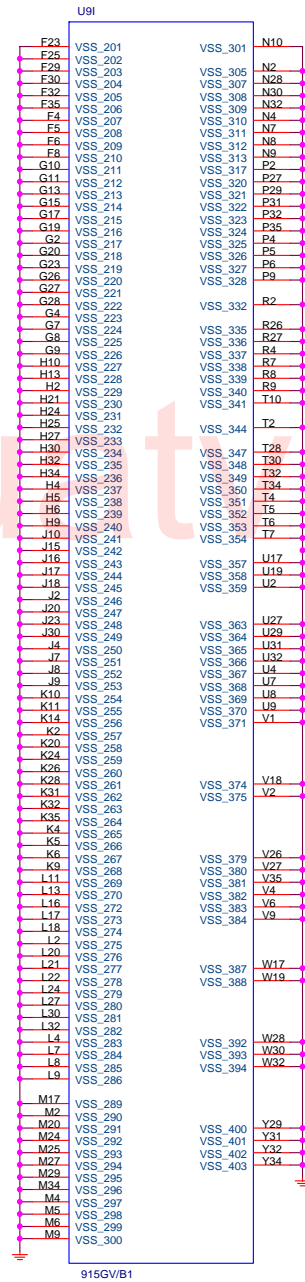 U9I
F23 VSS_201
F25 VSS_202
F29 VSS_203
F30 VSS_204
F32 VSS_205
F35 VSS_206
F4 VSS_207
F5 VSS_208
F6 VSS_209
F8 VSS_210
G10 VSS_211
G11 VSS_212
G13 VSS_213
G15 VSS_214
G17 VSS_215
G19 VSS_216
G2 VSS_217
G20 VSS_218
G23 VSS_219
G26 VSS_220
G27 VSS_221
G28 VSS_222
G4 VSS_223
G7 VSS_224
G8 VSS_225
G9 VSS_226
H10 VSS_227
H13 VSS_228
H2 VSS_229
H21 VSS_230
H24 VSS_231
H25 VSS_232
H27 VSS_233
H30 VSS_234
H32 VSS_235
H34 VSS_236
H4 VSS_237
H5 VSS_238
H6 VSS_239
H9 VSS_240
J10 VSS_241
J15 VSS_242
J16 VSS_243
J17 VSS_244
J18 VSS_245
J2 VSS_246
J20 VSS_247
J23 VSS_248
J30 VSS_249
J4 VSS_250
J7 VSS_251
J8 VSS_252
J9 VSS_253
K10 VSS_254
K11 VSS_255
K14 VSS_256
K2 VSS_257
K20 VSS_258
K24 VSS_259
K26 VSS_260
K28 VSS_261
K31 VSS_262
K32 VSS_263
K35 VSS_264
K4 VSS_265
K5 VSS_266
K6 VSS_267
K9 VSS_268
L11 VSS_269
L13 VSS_270
L16 VSS_272
L17 VSS_273
L18 VSS_274
L2 VSS_275
L20 VSS_276
L21 VSS_277
L22 VSS_278
L24 VSS_279
L27 VSS_280
L30 VSS_281
L32 VSS_282
L4 VSS_283
L7 VSS_284
L8 VSS_285
L9 VSS_286
M17 VSS_289
M2 VSS_290
M20 VSS_291
M24 VSS_292
M25 VSS_293
M27 VSS_294
M29 VSS_295
M34 VSS_296
M4 VSS_297
M5 VSS_298
M6 VSS_299
M9 VSS_300
VSS_301 N10
VSS_305 N2
VSS_307 N28
VSS_308 N30
VSS_309 N32
VSS_310 N4
VSS_311 N7
VSS_312 N8
VSS_313 N9
VSS_317 P2
VSS_320 P27
VSS_321 P29
VSS_322 P31
VSS_323 P32
VSS_324 P35
VSS_325 P4
VSS_326 P5
VSS_327 P6
VSS_328 P9
VSS_332 R2
VSS_335 R26
VSS_336 R27
VSS_337 R4
VSS_338 R7
VSS_339 R8
VSS_340 R9
VSS_341 T10
VSS_344 T2
VSS_347 T28
VSS_348 T30
VSS_349 T32
VSS_350 T34
VSS_351 T4
VSS_352 T5
VSS_353 T6
VSS_354 T7
VSS_357 U17
VSS_358 U19
VSS_359 U2
VSS_363 U27
VSS_364 U29
VSS_365 U31
VSS_366 U32
VSS_367 U4
VSS_368 U7
VSS_369 U8
VSS_370 U9
VSS_371 V1
VSS_374 V18
VSS_375 V2
VSS_379 V26
VSS_380 V27
VSS_381 V35
VSS_382 V4
VSS_383 V6
VSS_384 V9
VSS_387 W17
VSS_388 W19
VSS_392 W28
VSS_393 W30
VSS_394 W32
VSS_400 Y29
VSS_401 Y31
VSS_402 Y32
VSS_403 Y34
915GV/B1